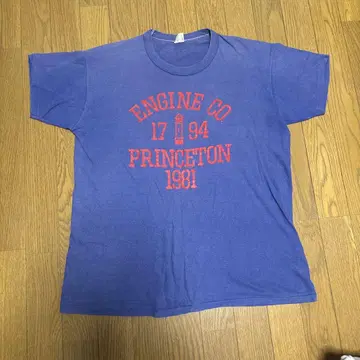 ENGINE CO
17 94
PRINCETON
1981